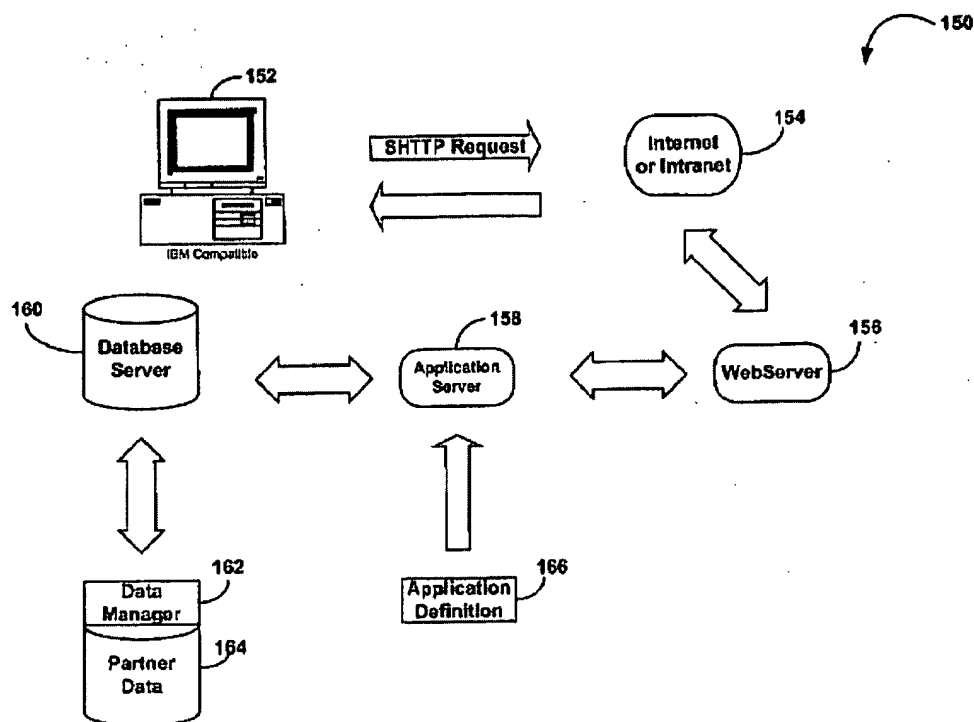 150
152
SHTTP Request
Internet
or Intranet
154
IBM Compatible
160
Database
Server
158
Application
Server
WebServer
156
162
Data
Manager
164
Partner
Data
166
Application
Definition